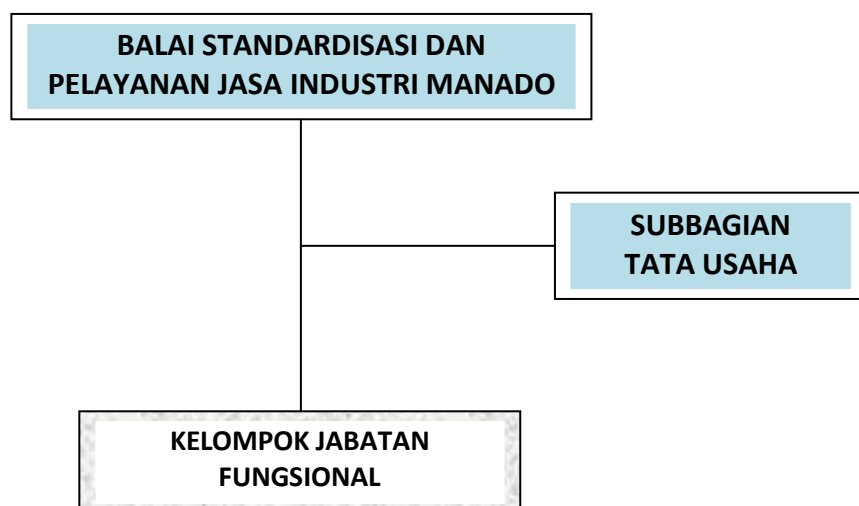 BALAI STANDARDISASI DAN
PELAYANAN JASA INDUSTRI MANADO
SUBBAGIAN
TATA USAHA
KELOMPOK JABATAN
FUNGSIONAL